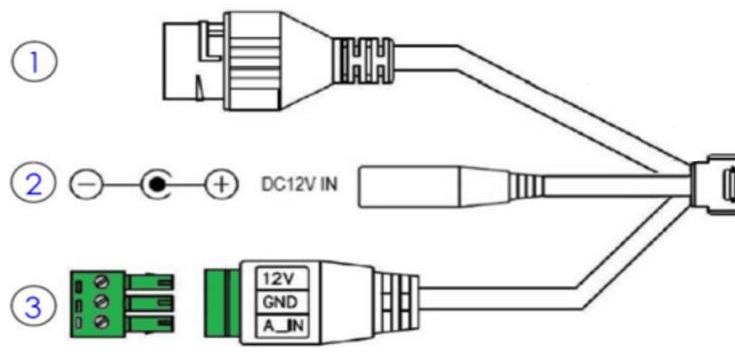 1
2 − + DC12V IN
3
12V
GND
A_IN